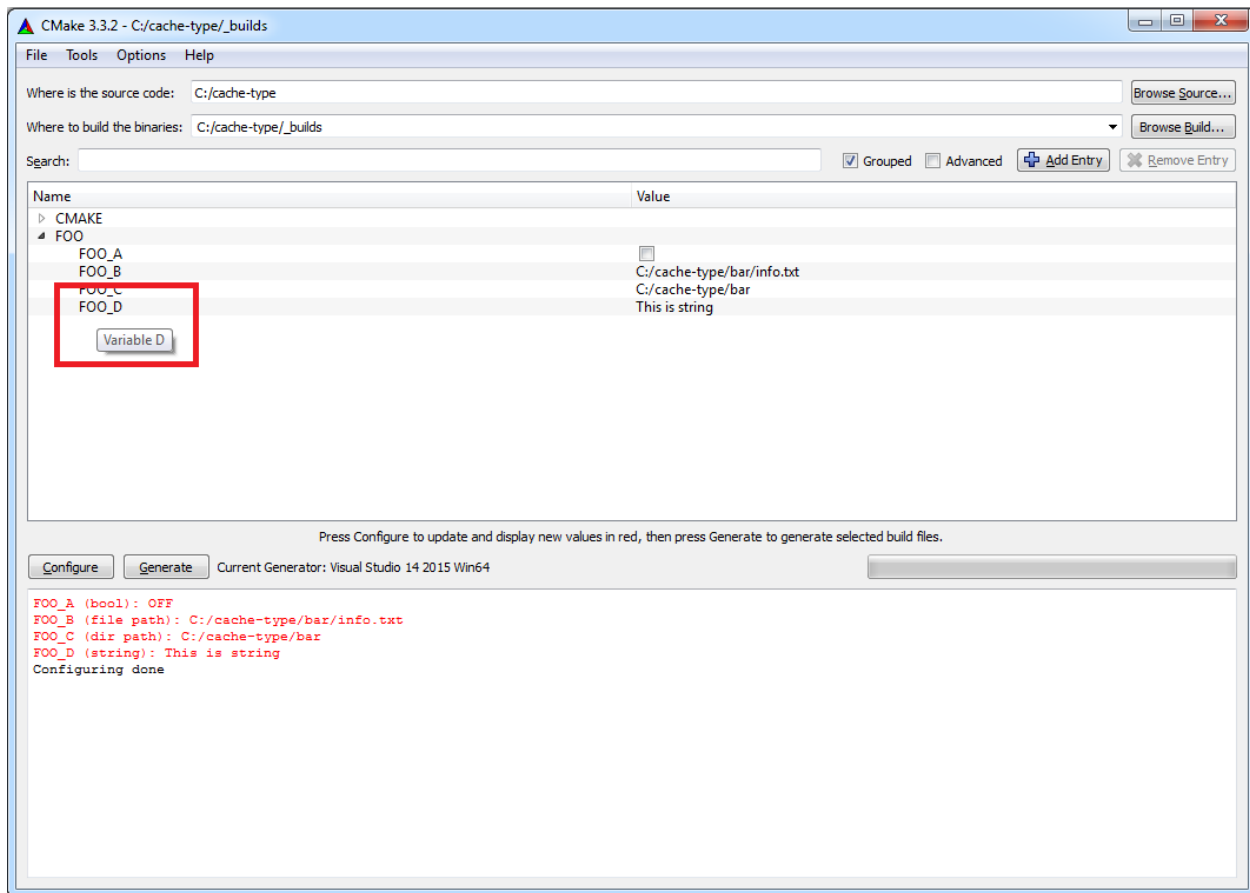 CMake 3.3.2 - C:/cache-type/_builds
File Tools Options Help
Where is the source code: C:/cache-type Browse Source...
Where to build the binaries: C:/cache-type/_builds Browse Build...
Search: Grouped Advanced Add Entry Remove Entry
Name Value
CMAKE
FOO
FOO_A
FOO_B C:/cache-type/bar/info.txt
FOO_C C:/cache-type/bar
FOO_D This is string
Variable D
Press Configure to update and display new values in red, then press Generate to generate selected build files.
Configure Generate Current Generator: Visual Studio 14 2015 Win64
FOO_A (bool): OFF
FOO_B (file path): C:/cache-type/bar/info.txt
FOO_C (dir path): C:/cache-type/bar
FOO_D (string): This is string
Configuring done